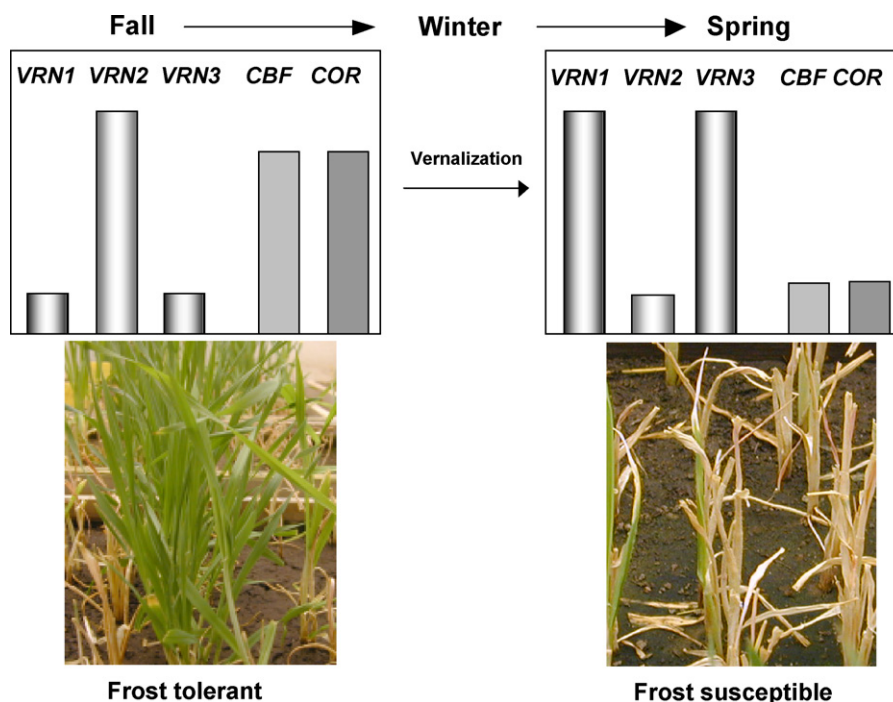 Fall Winter Spring
VRN1 VRN2 VRN3 CBF COR
Vernalization
VRN1 VRN2 VRN3 CBF COR
Frost tolerant
Frost susceptible